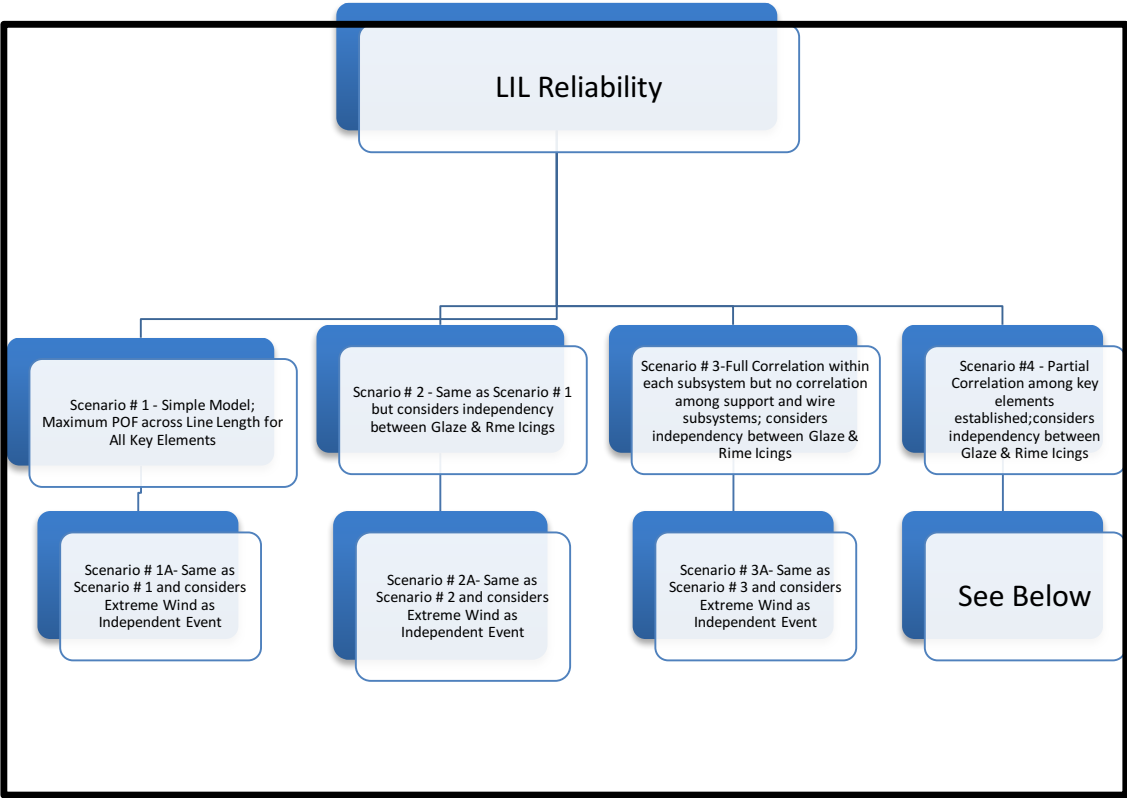 LIL Reliability
Scenario # 1 - Simple Model;
Maximum POF across Line Length for
All Key Elements
Scnario # 2 - Same as Scenario # 1
but considers independency
between Glaze & Rme Icings
Scenario # 3-Full Correlation within
each subsystem but no correlation
among support and wire
subsystems; considers
independency between Glaze &
Rime Icings
Scenario #4 - Partial
Correlation among key
elements
established;considers
independency between
Glaze & Rime Icings
Scenario # 1A- Same as
Scenario # 1 and considers
Extreme Wind as
Independent Event
Scenario # 2A- Same as
Scenario # 2 and considers
Extreme Wind as
Independent Event
Scenario # 3A- Same as
Scenario # 3 and considers
Extreme Wind as
Independent Event
See Below